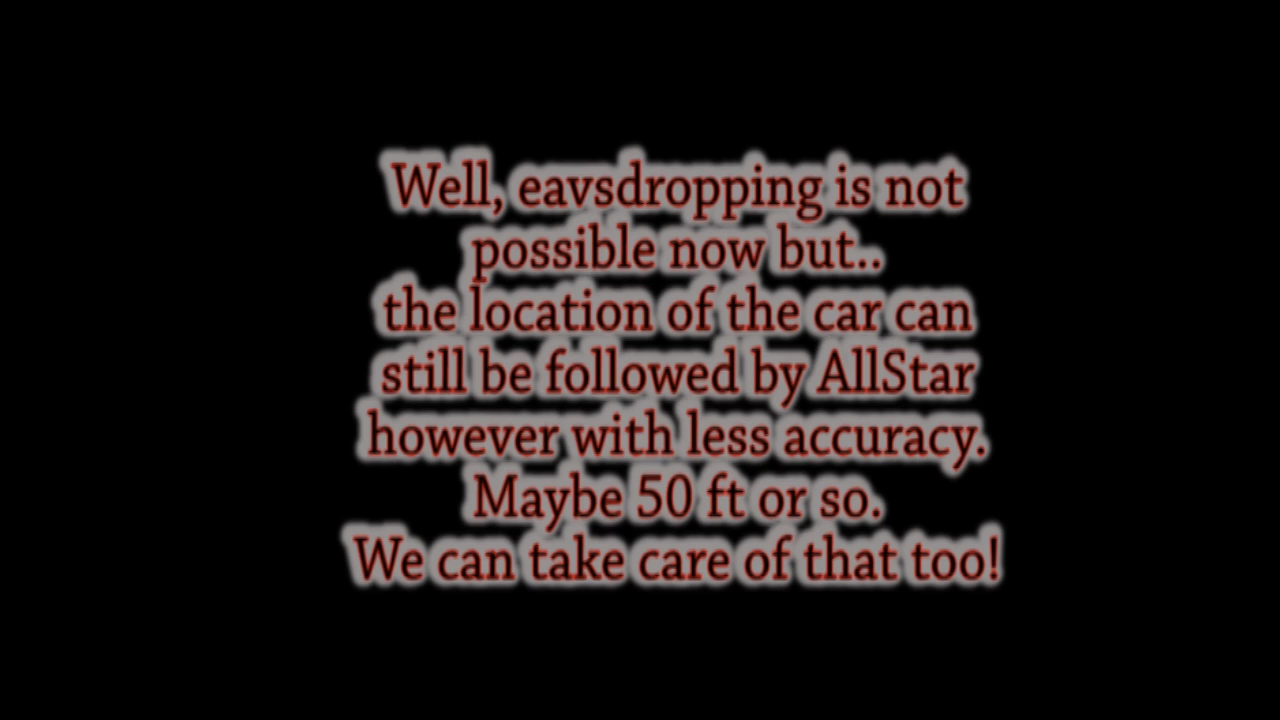 Well, eavsdropping is not
possible now but..
the location of the car can
still be followed by AllStar
however with less accuracy.
Maybe 50 ft or so.
We can take care of that too!